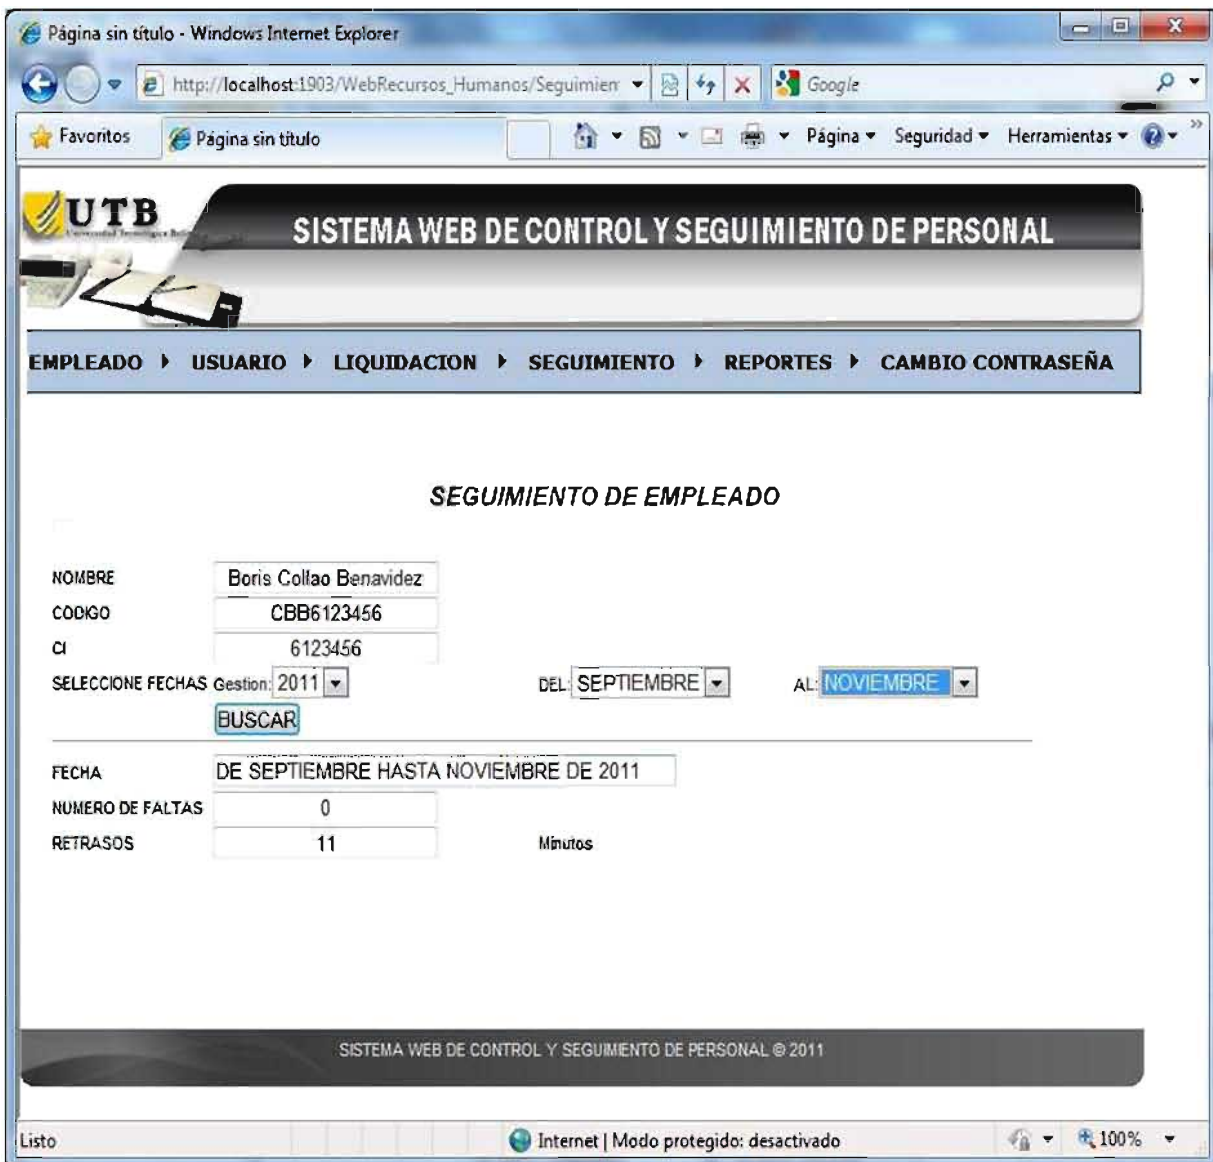 Página sin título - Windows Internet Explorer
http://localhost:1903/WebRecursos_Humanos/Seguimien Google
Favoritos Página sin título Página Seguridad Herramientas
UTB
SISTEMA WEB DE CONTROL Y SEGUIMIENTO DE PERSONAL
EMPLEADO USUARIO LIQUIDACION SEGUIMIENTO REPORTES CAMBIO CONTRASEÑA
SEGUIMIENTO DE EMPLEADO
NOMBRE Boris Collao Benavidez
CODIGO CBB6123456
CI 6123456
SELECCIONE FECHAS Gestion: 2011 DEL: SEPTIEMBRE AL: NOVIEMBRE
BUSCAR
FECHA DE SEPTIEMBRE HASTA NOVIEMBRE DE 2011
NUMERO DE FALTAS 0
RETRASOS 11 Minutos
SISTEMA WEB DE CONTROL Y SEGUIMIENTO DE PERSONAL @ 2011
Listo Internet | Modo protegido: desactivado 100%